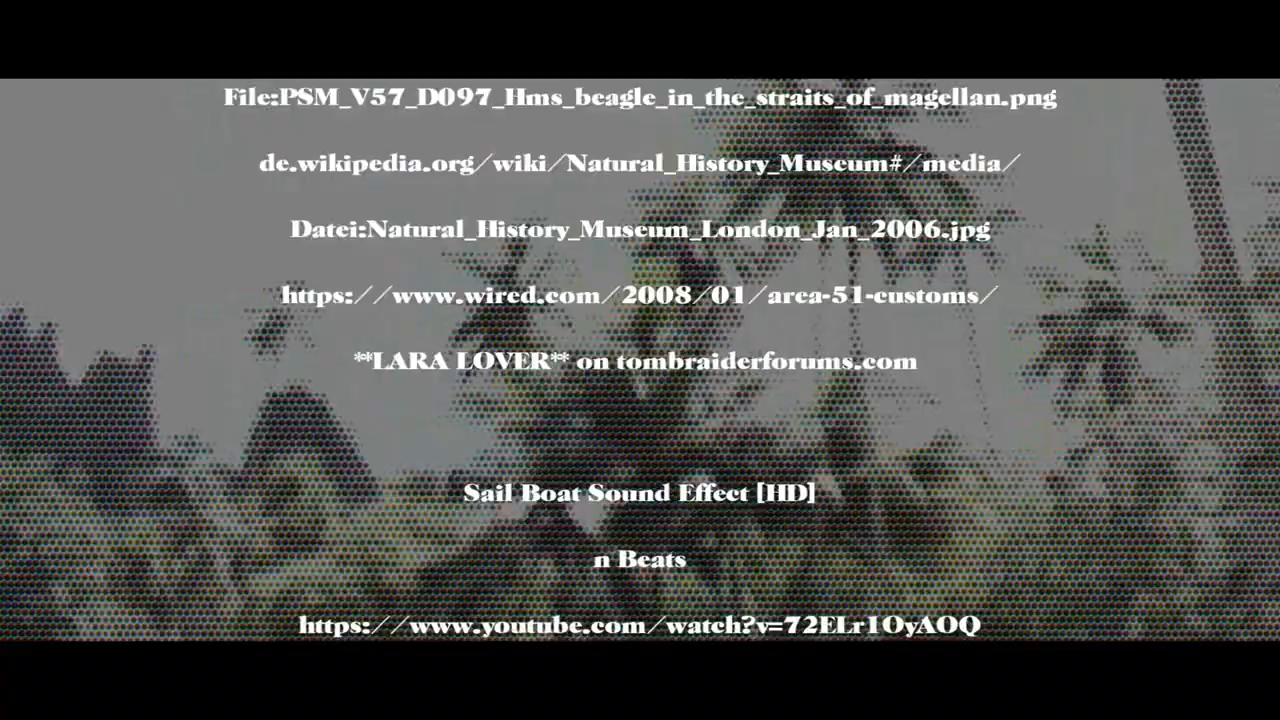 File:PSM_V57_D097_Hms_beagle_in_the_straits_of_magellan.png
de.wikipedia.org/wiki/Natural_History_Museum#/media/
Datei:Natural_History_Museum_London_Jan_2006.jpg
https://www.wired.com/2008/01/area-51-customs/
**LARA LOVER** on tombraiderforums.com
Sail Boat Sound Effect [HD]
n Beats
https://www.youtube.com/watch?v=72ELr1OyAOQ